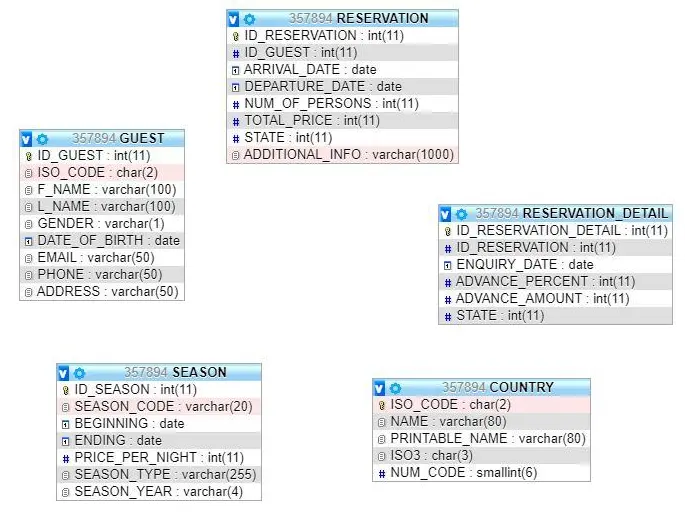 357894 RESERVATION
ID_RESERVATION : int(11)
ID_GUEST : int(11)
ARRIVAL_DATE : date
DEPARTURE_DATE : date
NUM_OF_PERSONS : int(11)
TOTAL_PRICE : int(11)
STATE : int(11)
ADDITIONAL_INFO : varchar(1000)
357894 GUEST
ID_GUEST : int(11)
ISO_CODE : char(2)
F_NAME : varchar(100)
L_NAME : varchar(100)
GENDER : varchar(1)
DATE_OF_BIRTH : date
EMAIL : varchar(50)
PHONE : varchar(50)
ADDRESS : varchar(50)
357894 RESERVATION_DETAIL
ID_RESERVATION_DETAIL : int(11)
ID_RESERVATION : int(11)
ENQUIRY_DATE : date
ADVANCE_PERCENT : int(11)
ADVANCE_AMOUNT : int(11)
STATE : int(11)
357894 SEASON
ID_SEASON : int(11)
SEASON_CODE : varchar(20)
BEGINNING : date
ENDING : date
PRICE_PER_NIGHT : int(11)
SEASON_TYPE : varchar(255)
SEASON_YEAR : varchar(4)
357894 COUNTRY
ISO_CODE : char(2)
NAME : varchar(80)
PRINTABLE_NAME : varchar(80)
ISO3 : char(3)
NUM_CODE : smallint(6)